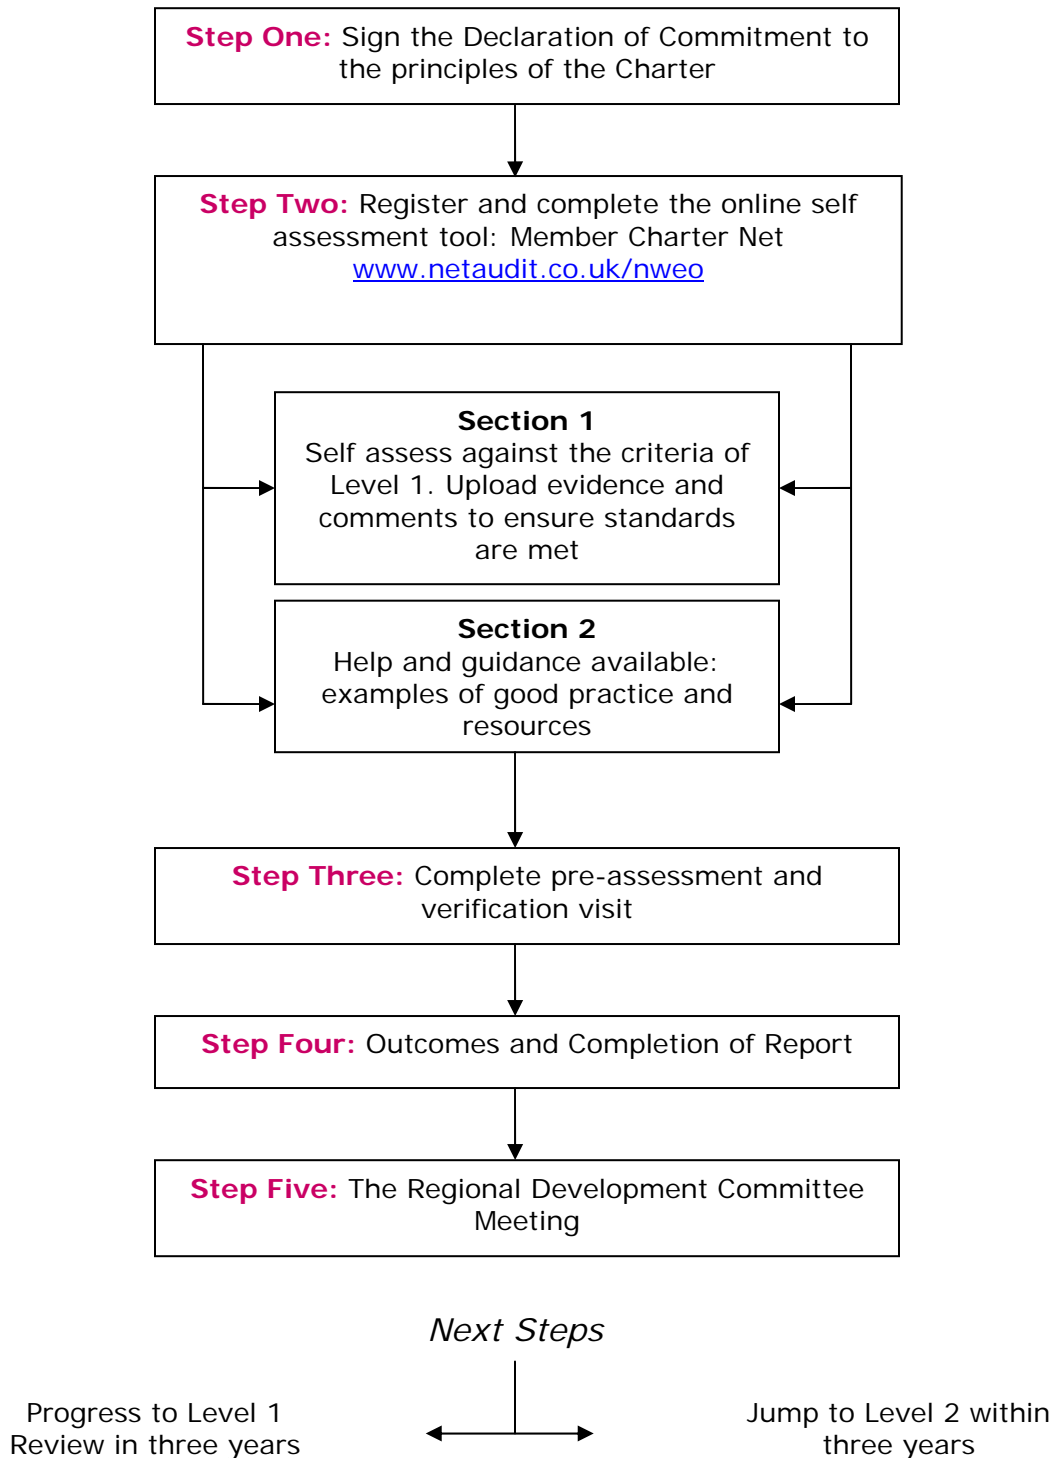 Step One: Sign the Declaration of Commitment to
the principles of the Charter
Step Two: Register and complete the online self
assessment tool: Member Charter Net
www.netaudit.co.uk/nweo
Section 1
Self assess against the criteria of
Level 1. Upload evidence and
comments to ensure standards
are met
Section 2
Help and guidance available:
examples of good practice and
resources
Step Three: Complete pre-assessment and
verification visit
Step Four: Outcomes and Completion of Report
Step Five: The Regional Development Committee
Meeting
Next Steps
Progress to Level 1
Review in three years
Jump to Level 2 within
three years